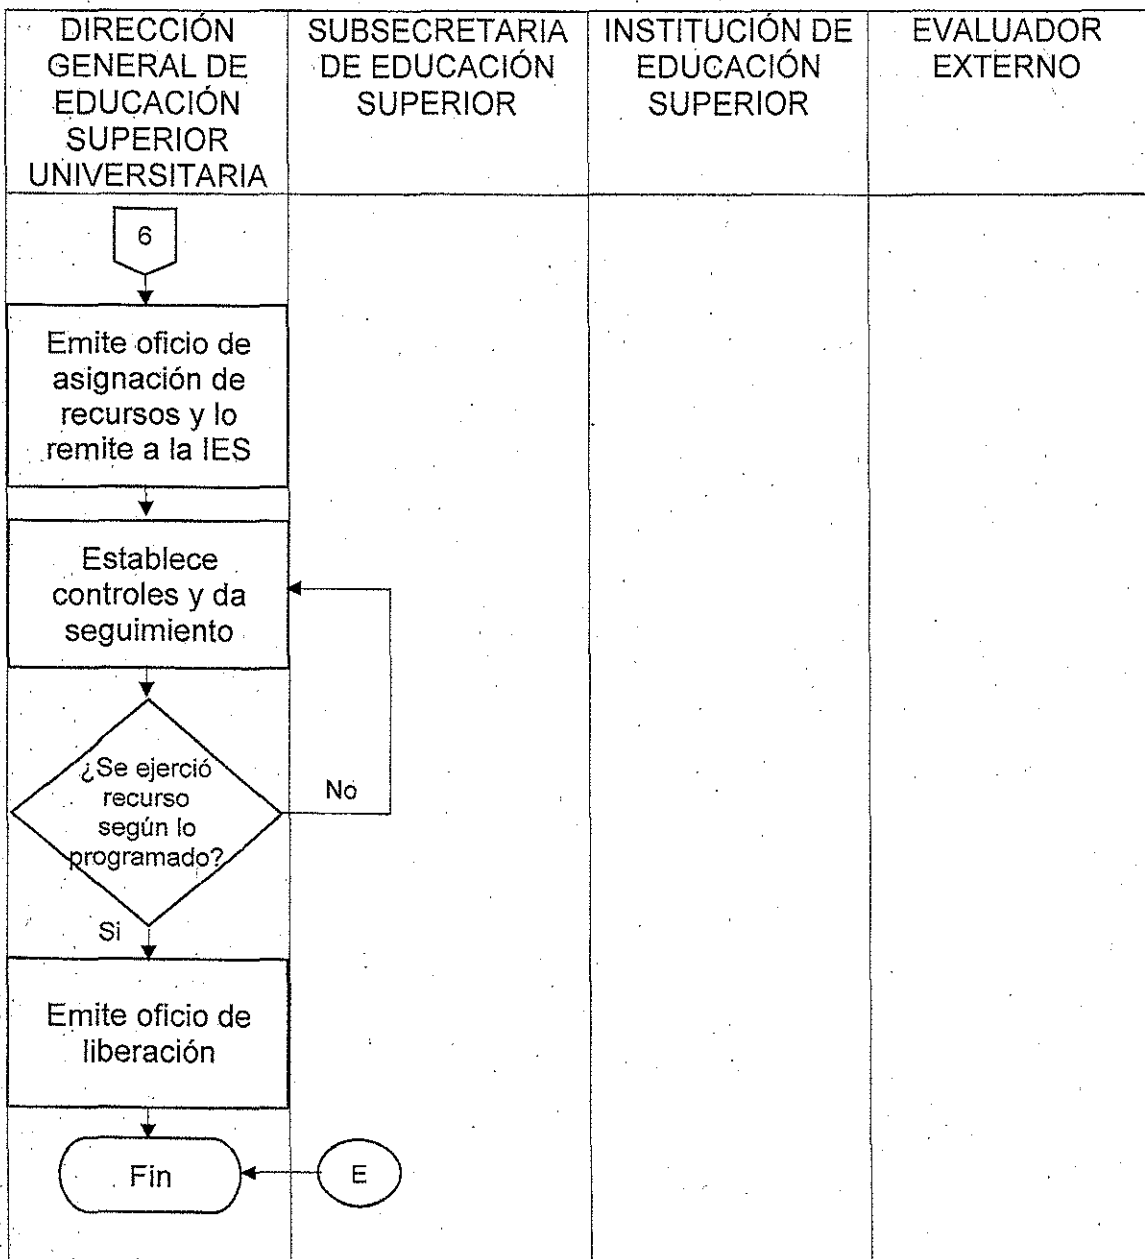 DIRECCIÓN
GENERAL DE
EDUCACIÓN
SUPERIOR
UNIVERSITARIA
SUBSECRETARIA
DE EDUCACIÓN
SUPERIOR
INSTITUCIÓN DE
EDUCACIÓN
SUPERIOR
EVALUADOR
EXTERNO
6
Emite oficio de
asignación de
recursos y lo
remite a la IES
Establece
controles y da
seguimiento
¿Se ejerció
recurso
según lo
programado?
No
Si
Emite oficio de
liberación
Fin
E